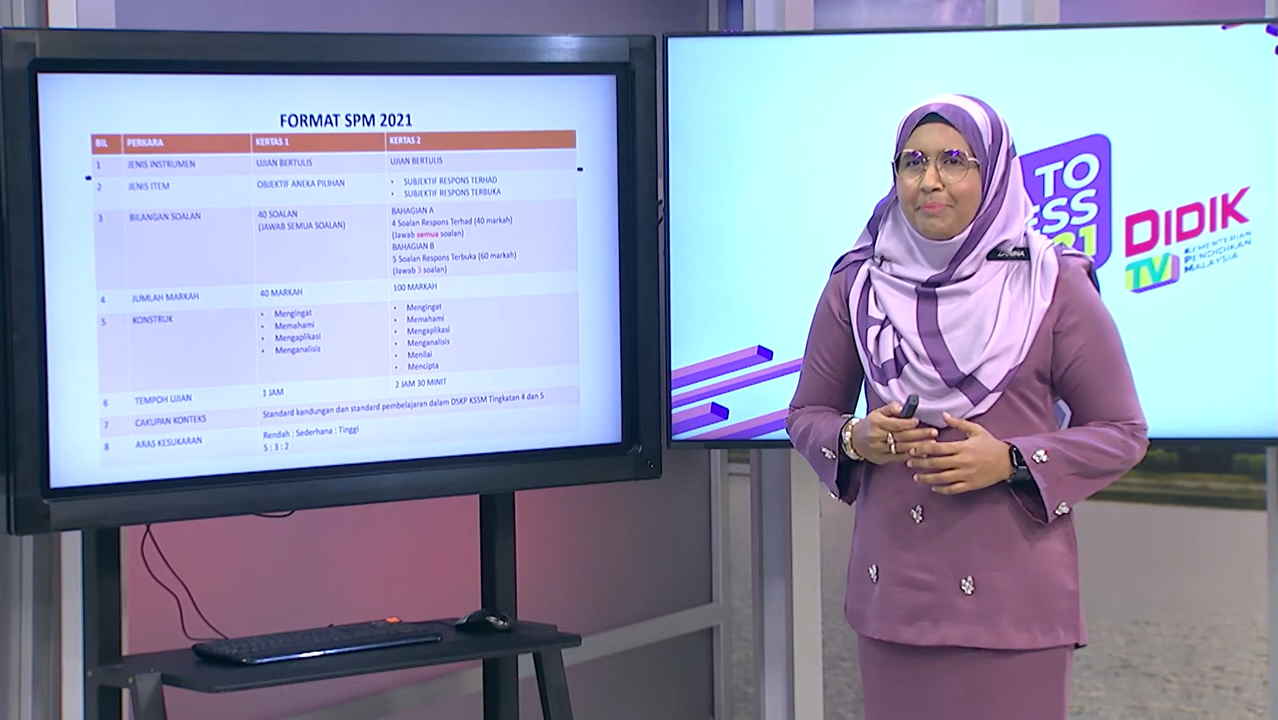 FORMAT SPM 2021
BIL PERKARA KERTAS 1 KERTAS 2
1 JENIS INSTRUMEN UJIAN BERTULIS UJIAN BERTULIS
2 JENIS ITEM OBJEKTIF ANEKA PILIHAN • SUBJEKTIF RESPONS TERHAD
• SUBJEKTIF RESPONS TERBUKA
3 BILANGAN SOALAN 40 SOALAN BAHAGIAN A
(JAWAB SEMUA SOALAN) 4 Soalan Respons Terhad (40 markah)
(Jawab semua soalan)
BAHAGIAN B
5 Soalan Respons Terbuka (60 markah)
(Jawab 3 soalan)
4 JUMLAH MARKAH 40 MARKAH 100 MARKAH
5 KONSTRUK • Mengingat • Mengingat
• Memahami • Memahami
• Mengaplikasi • Mengaplikasi
• Menganalisis • Menganalisis
• Menilai
• Mencipta
6 TEMPOH UJIAN 1 JAM 2 JAM 30 MINIT
7 CAKUPAN KONTEKS Standard kandungan dan standard pembelajaran dalam DSKP KSSM Tingkatan 4 dan 5
8 ARAS KESUKARAN Rendah : Sederhana : Tinggi
5 : 3 : 2
TO
ESS
21
DIDIK
TV
KEMENTERIAN
PENDIDIKAN
MALAYSIA